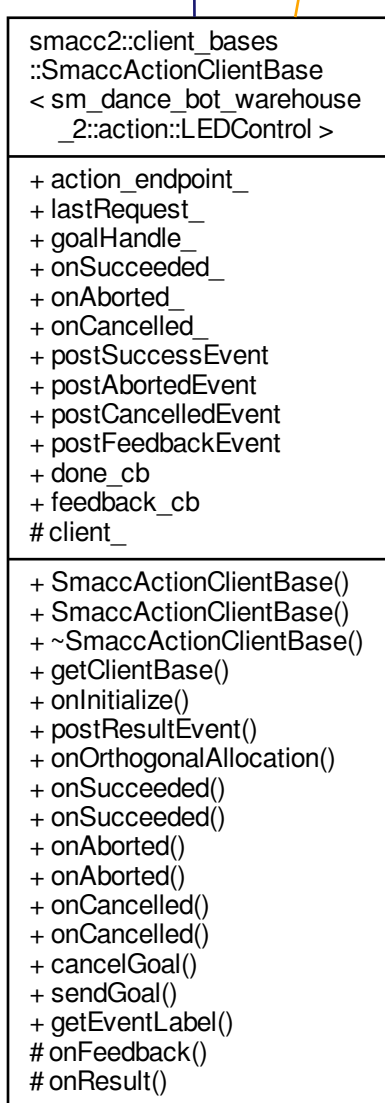 smacc2::client_bases
::SmaccActionClientBase
< sm_dance_bot_warehouse
_2::action::LEDControl >
+ action_endpoint_
+ lastRequest_
+ goalHandle_
+ onSucceeded_
+ onAborted_
+ onCancelled_
+ postSuccessEvent
+ postAbortedEvent
+ postCancelledEvent
+ postFeedbackEvent
+ done_cb
+ feedback_cb
# client_
+ SmaccActionClientBase()
+ SmaccActionClientBase()
+ ~SmaccActionClientBase()
+ getClientBase()
+ onInitialize()
+ postResultEvent()
+ onOrthogonalAllocation()
+ onSucceeded()
+ onSucceeded()
+ onAborted()
+ onAborted()
+ onCancelled()
+ onCancelled()
+ cancelGoal()
+ sendGoal()
+ getEventLabel()
# onFeedback()
# onResult()